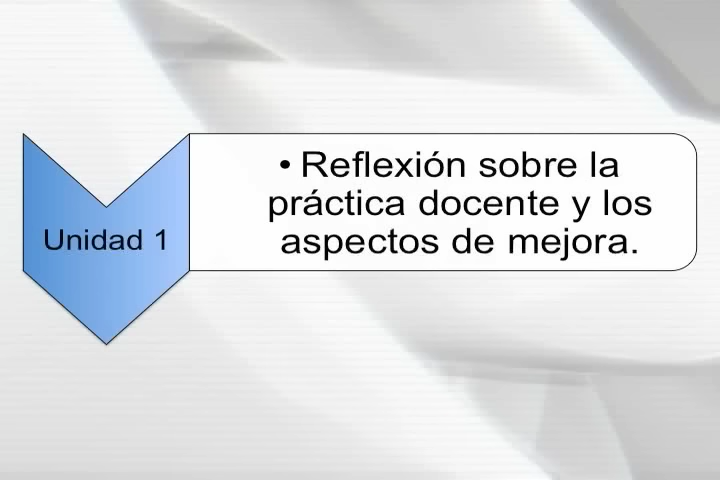 Unidad 1
• Reflexión sobre la
práctica docente y los
aspectos de mejora.